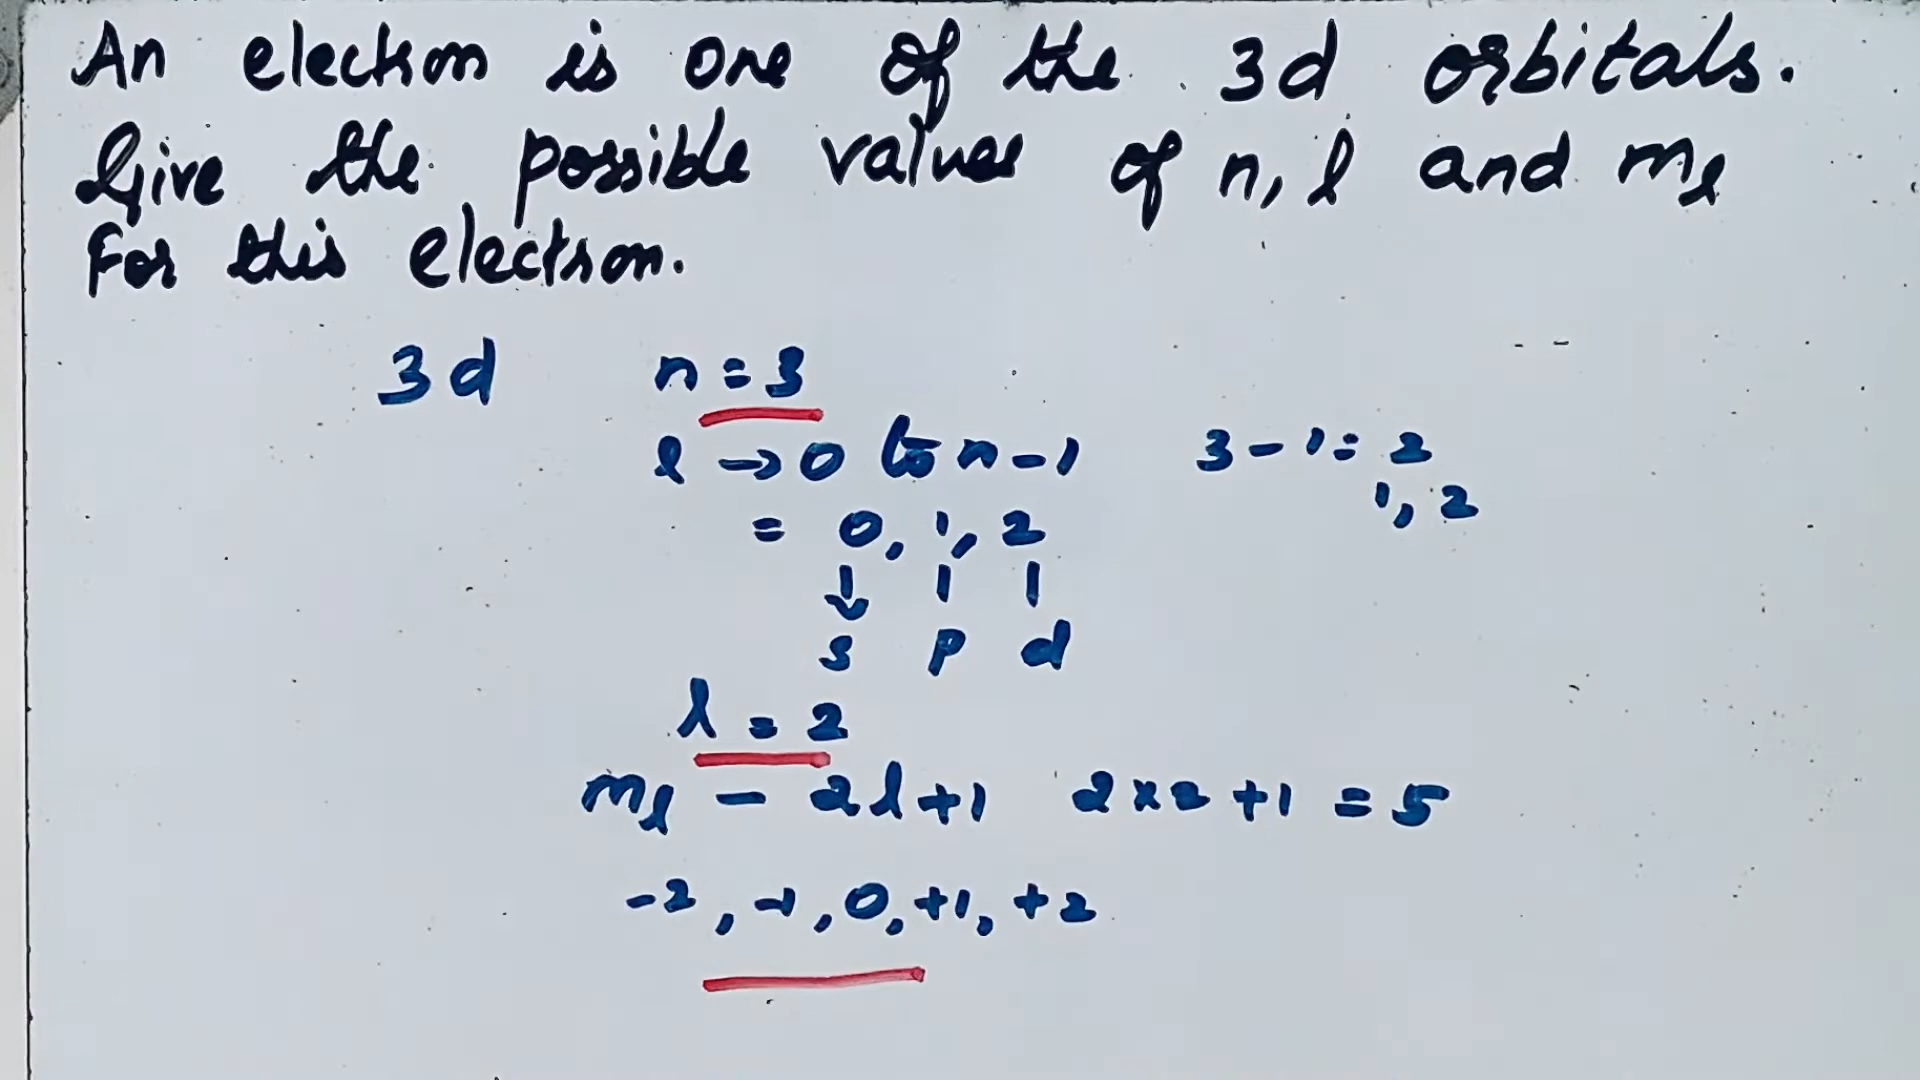 An electron is one of the 3d orbitals.
Give the possible values of n, l and ml
For this electron.
3d n = 3
l → 0 to n-1 3-1 = 2
1, 2
= 0, 1, 2
s p d
l = 2
ml - 2l+1 2×2+1 = 5
-2, -1, 0, +1, +2